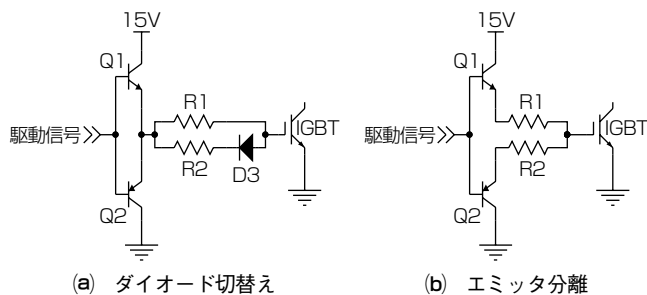 15V
Q1
R1
駆動信号
IGBT
R2
D3
Q2
(a) ダイオード切替え
15V
Q1
R1
駆動信号
IGBT
R2
Q2
(b) エミッタ分離